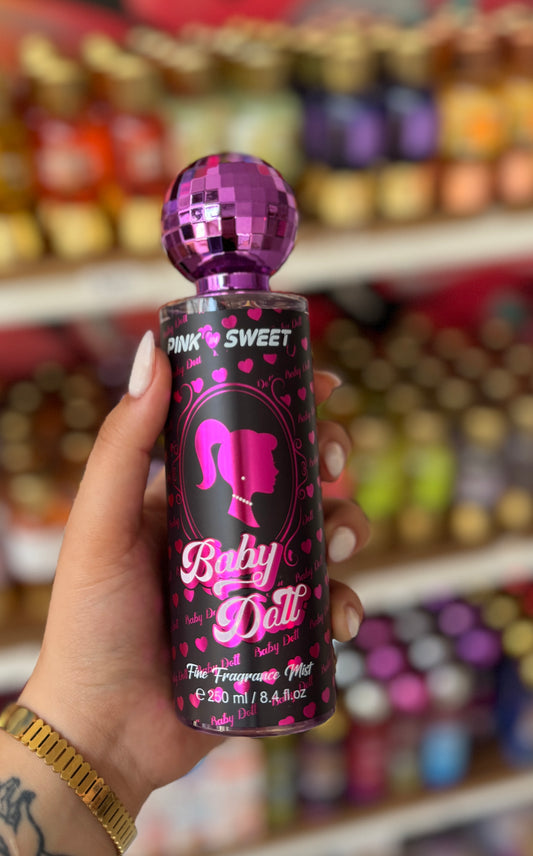 PINK SWEET
Baby
Doll
Fine Fragrance Mist
℮ 250 ml / 8.4 fl.oz